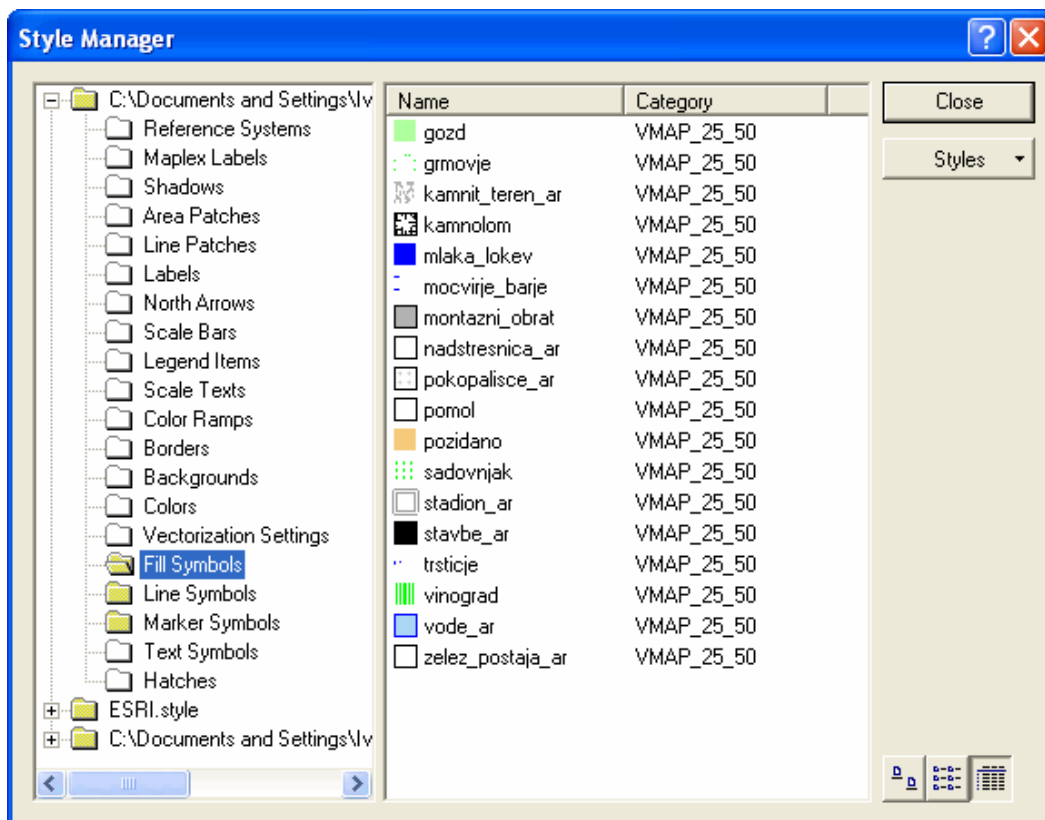 Style Manager
C:\Documents and Settings\Iv
Reference Systems
Maplex Labels
Shadows
Area Patches
Line Patches
Labels
North Arrows
Scale Bars
Legend Items
Scale Texts
Color Ramps
Borders
Backgrounds
Colors
Vectorization Settings
Fill Symbols
Line Symbols
Marker Symbols
Text Symbols
Hatches
ESRI.style
C:\Documents and Settings\Iv
Name Category
gozd VMAP_25_50
grmovje VMAP_25_50
kamnit_teren_ar VMAP_25_50
kamnolom VMAP_25_50
mlaka_lokev VMAP_25_50
mocvirje_barje VMAP_25_50
montazni_obrat VMAP_25_50
nadstresnica_ar VMAP_25_50
pokopalisce_ar VMAP_25_50
pomol VMAP_25_50
pozidano VMAP_25_50
sadovnjak VMAP_25_50
stadion_ar VMAP_25_50
stavbe_ar VMAP_25_50
trsticje VMAP_25_50
vinograd VMAP_25_50
vode_ar VMAP_25_50
zelez_postaja_ar VMAP_25_50
Close
Styles